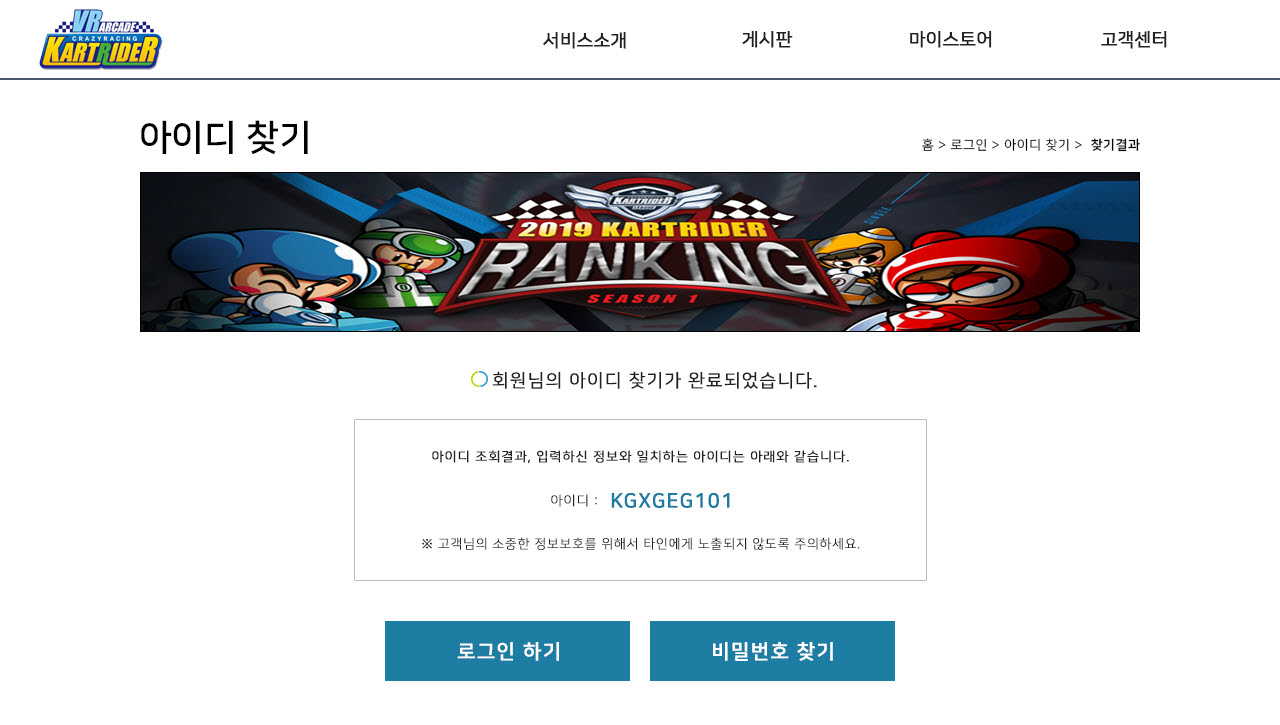 VR ARCADE
CRAZYRACING
KARTRIDER
서비스소개 게시판 마이스토어 고객센터
아이디 찾기
홈 > 로그인 > 아이디 찾기 > 찾기결과
KARTRIDER
LEAGUE
SINGLE
2019 KARTRIDER
RANKING
SEASON 1
회원님의 아이디 찾기가 완료되었습니다.
아이디 조회결과, 입력하신 정보와 일치하는 아이디는 아래와 같습니다.
아이디 : KGXGEG101
※ 고객님의 소중한 정보보호를 위해서 타인에게 노출되지 않도록 주의하세요.
로그인 하기 비밀번호 찾기